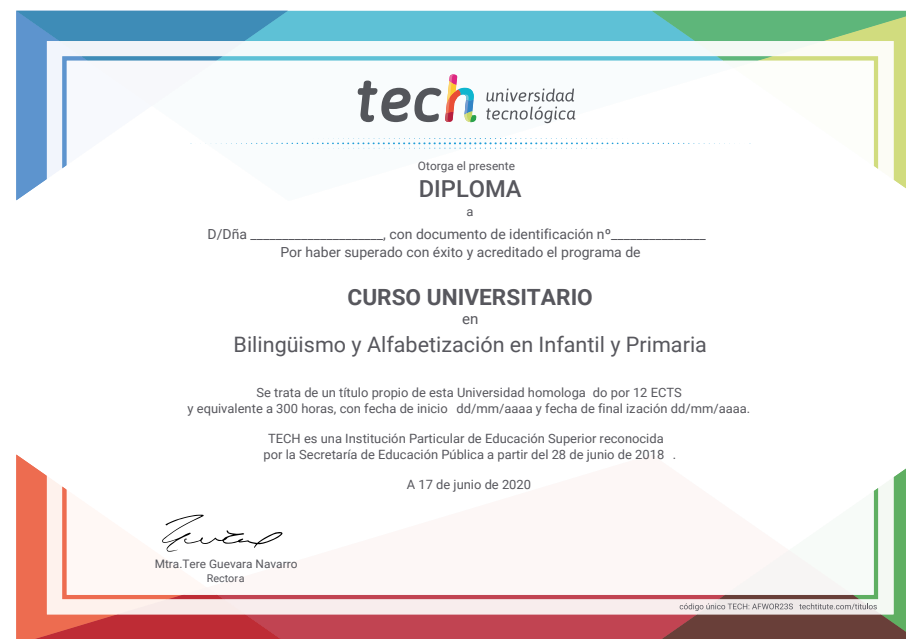 tech universidad
tecnológica
Otorga el presente
DIPLOMA
a
D/Dña _____________________, con documento de identificación nº_______________
Por haber superado con éxito y acreditado el programa de
CURSO UNIVERSITARIO
en
Bilingüismo y Alfabetización en Infantil y Primaria
Se trata de un título propio de esta Universidad homologa do por 12 ECTS
y equivalente a 300 horas, con fecha de inicio dd/mm/aaaa y fecha de final ización dd/mm/aaaa.
TECH es una Institución Particular de Educación Superior reconocida
por la Secretaría de Educación Pública a partir del 28 de junio de 2018 .
A 17 de junio de 2020
Mtra.Tere Guevara Navarro
Rectora
código único TECH: AFWOR23S techtitute.com/titulos